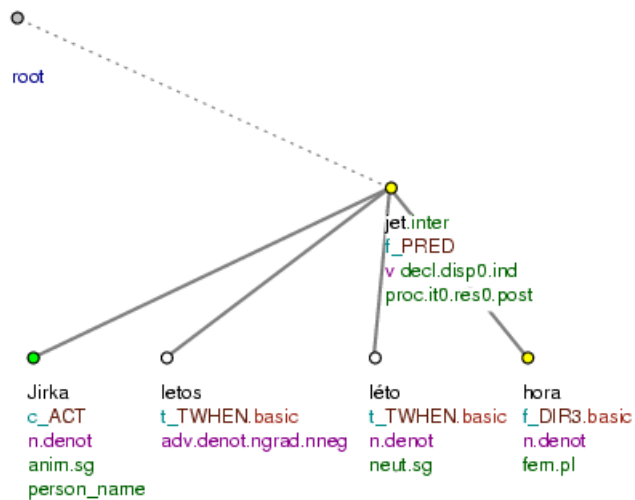 root
jet.inter
f_PRED
v decl.disp0.ind
proc.it0.res0.post
Jirka
c_ACT
n.denot
anim.sg
person_name
letos
t_TWHEN.basic
adv.denot.ngrad.nneg
léto
t_TWHEN.basic
n.denot
neut.sg
hora
f_DIR3.basic
n.denot
fem.pl